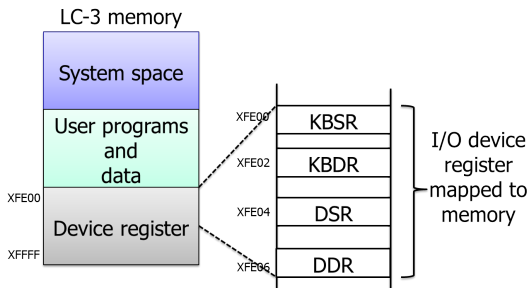 LC-3 memory
System space
User programs
and
data
XFE00
Device register
XFFFF
XFE00
KBSR
XFE02
KBDR
XFE04
DSR
XFE06
DDR
I/O device
register
mapped to
memory